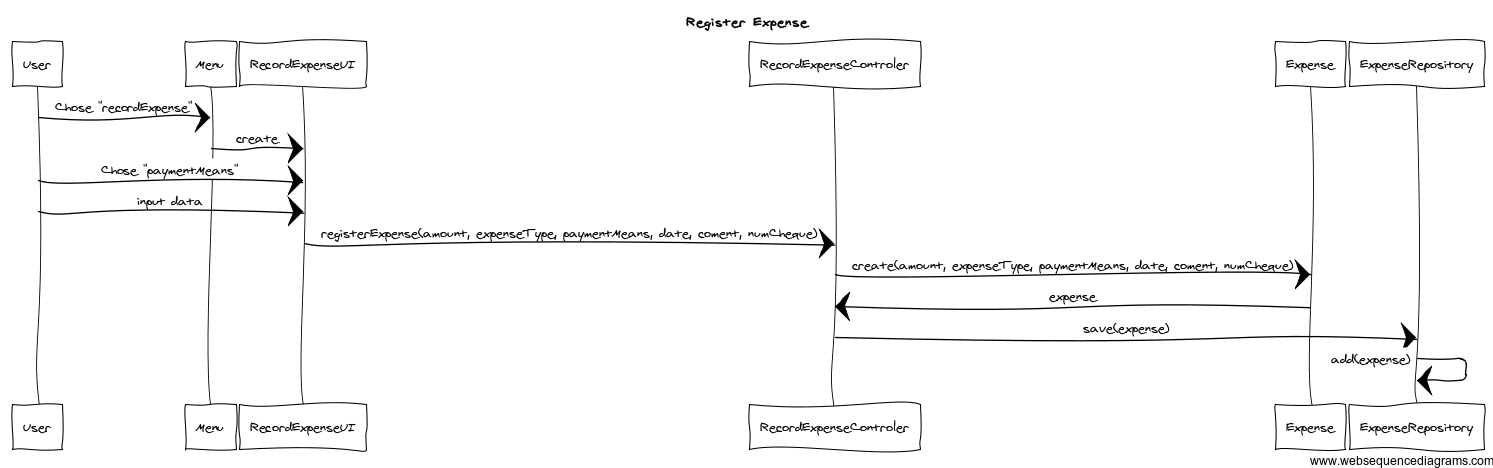 Register Expense
User
Menu
RecordExpenseUI
RecordExpenseControler
Expense
ExpenseRepository
Chose "recordExpense"
create
Chose "paymentMeans"
input data
registerExpense(amount, expenseType, paymentMeans, date, coment, numCheque)
create(amount, expenseType, paymentMeans, date, coment, numCheque)
expense
save(expense)
add(expense)
User
Menu
RecordExpenseUI
RecordExpenseControler
Expense
ExpenseRepository
www.websequencediagrams.com